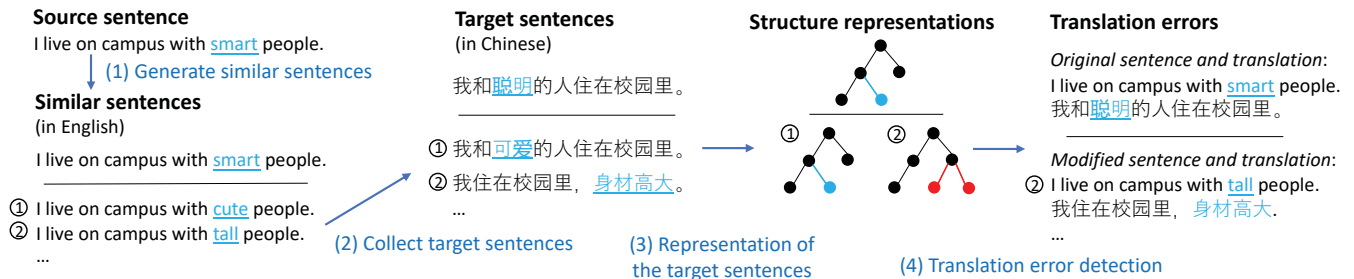 Source sentence
I live on campus with smart people.
(1) Generate similar sentences
Similar sentences
(in English)
I live on campus with smart people.
① I live on campus with cute people.
② I live on campus with tall people.
…
(2) Collect target sentences
Target sentences
(in Chinese)
我和聪明的人住在校园里。
① 我和可爱的人住在校园里。
② 我住在校园里，身材高大。
…
(3) Representation of
the target sentences
Structure representations
①
②
(4) Translation error detection
Translation errors
Original sentence and translation:
I live on campus with smart people.
我和聪明的人住在校园里。
Modified sentence and translation:
② I live on campus with tall people.
我住在校园里，身材高大.
…